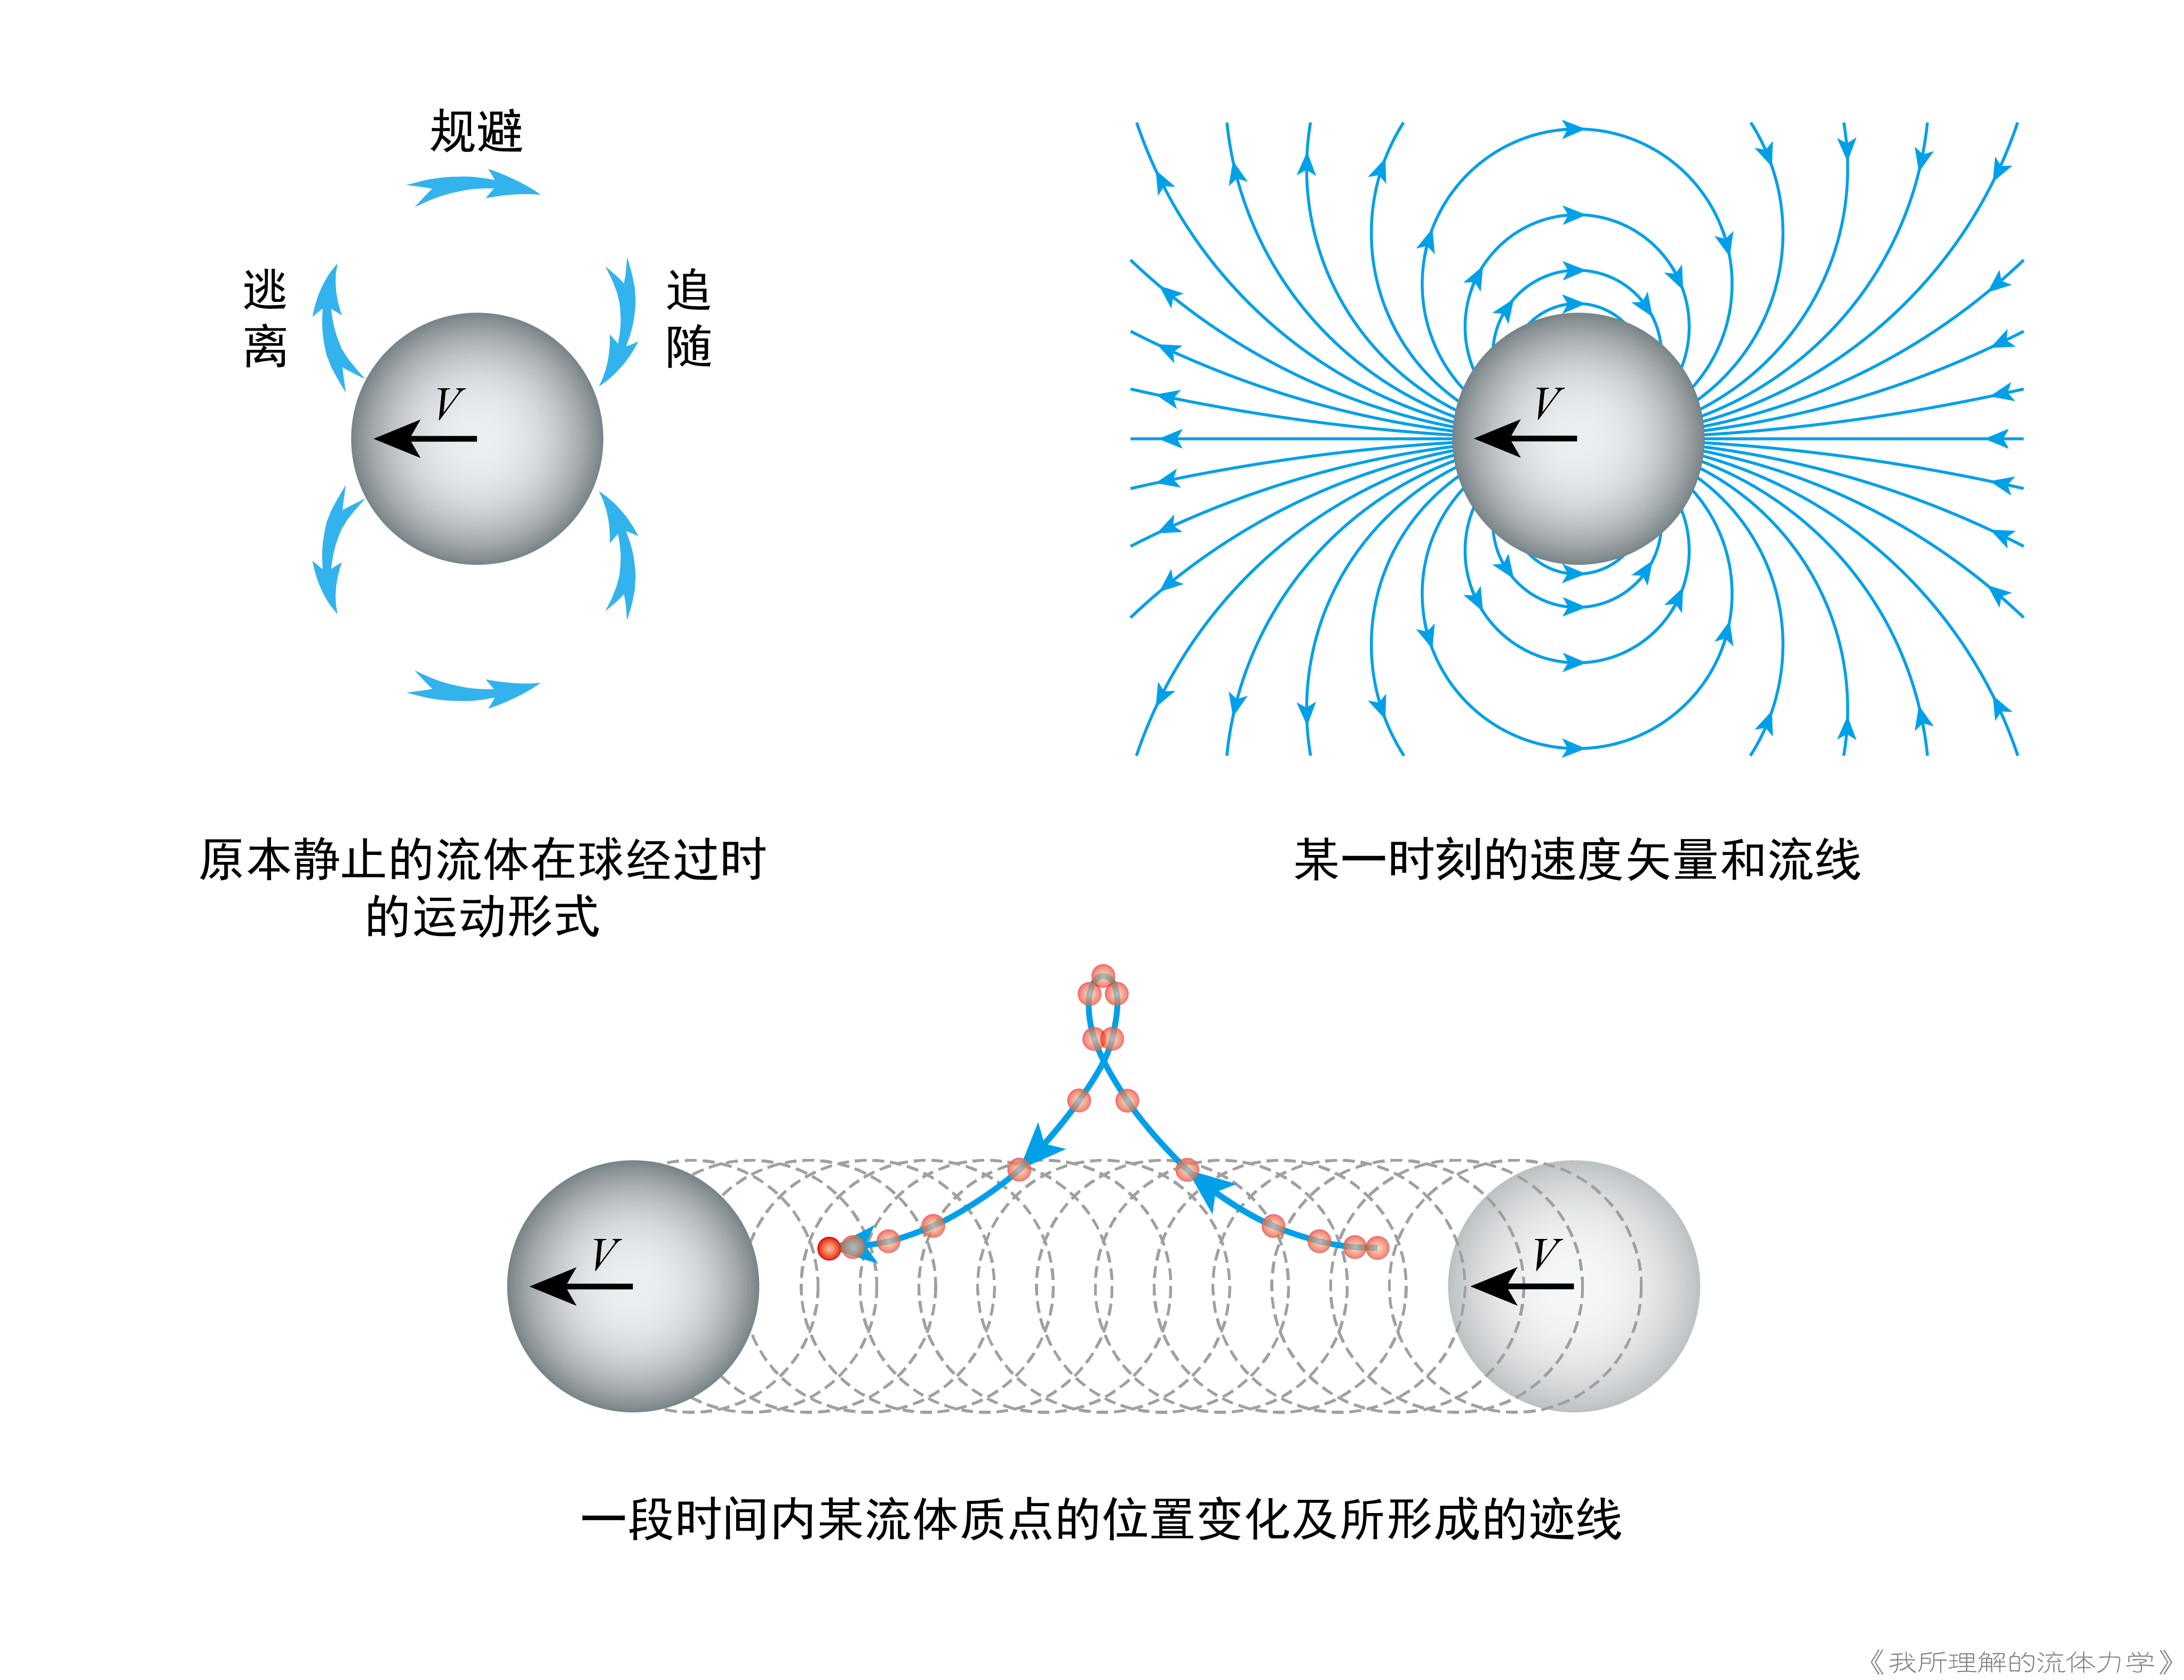 规避
逃离
追随
V
V
原本静止的流体在球经过时
的运动形式
某一时刻的速度矢量和流线
V
V
一段时间内某流体质点的位置变化及所形成的迹线
《我所理解的流体力学》